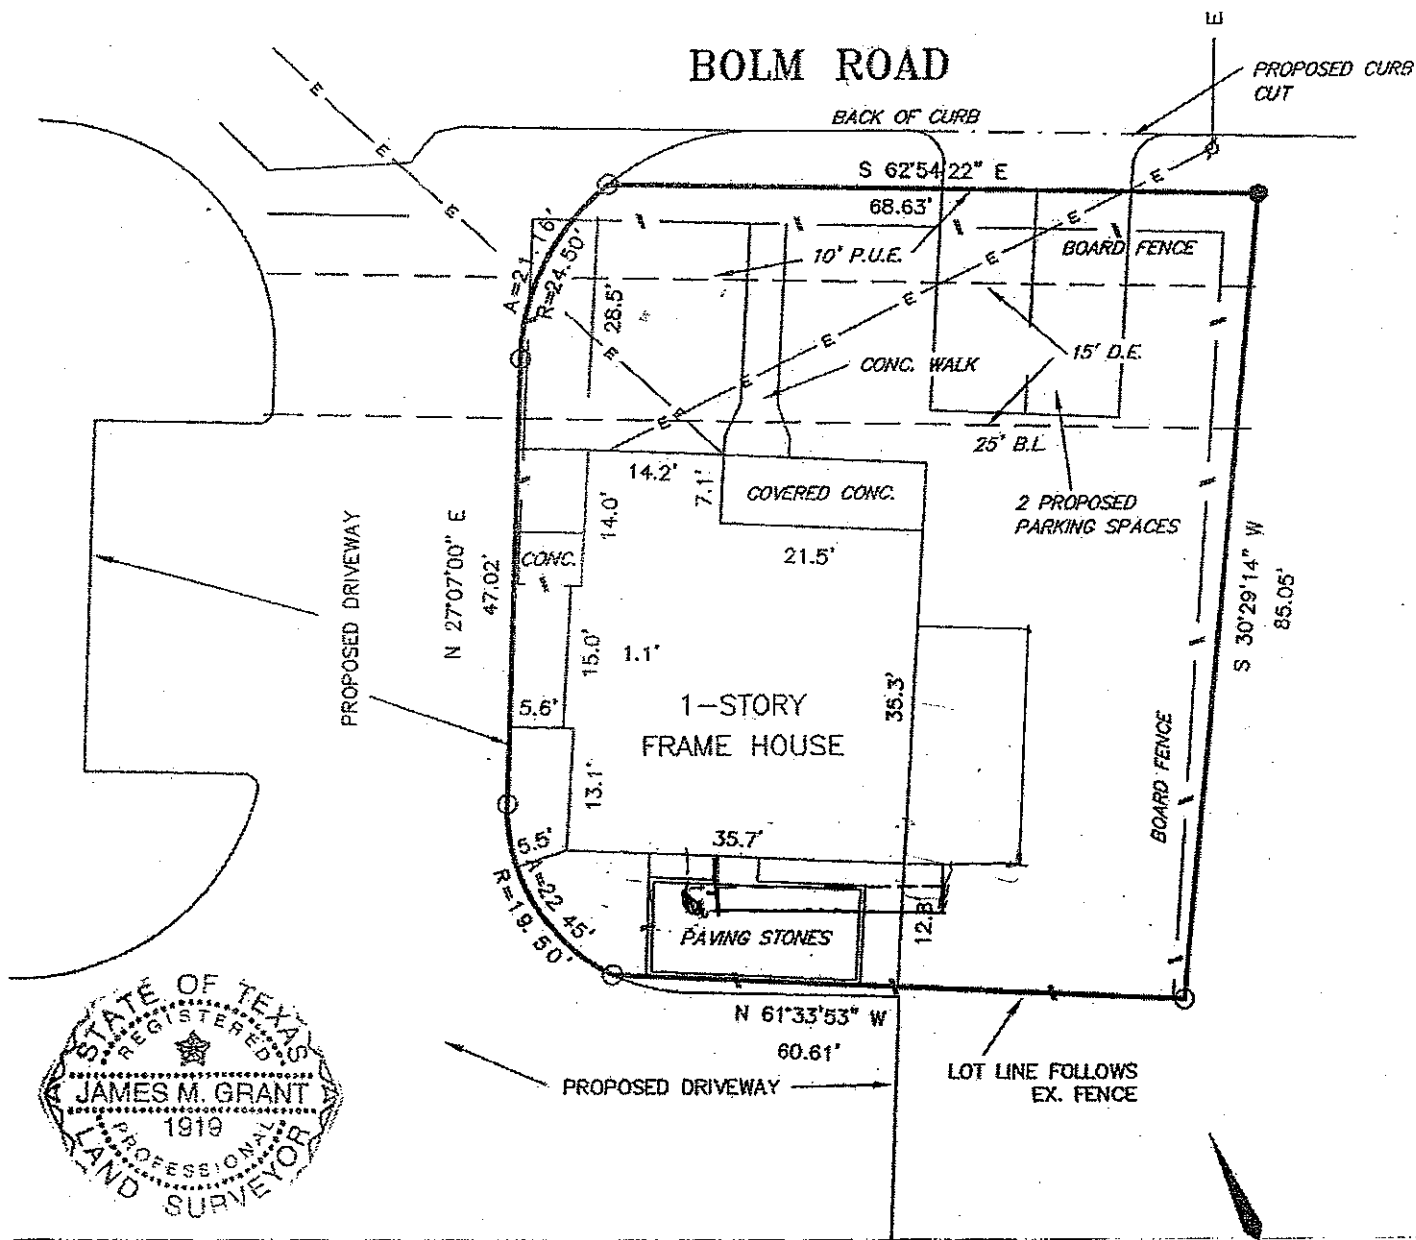 E
BOLM ROAD
PROPOSED CURB
CUT
BACK OF CURB
E
E
E
S 62°54'22" E
68.63'
E
E
A=21.16'
R=24.50'
10' P.U.E.
BOARD FENCE
E
E
28.5'
E
E
15' D.E.
CONC. WALK
E
E
25' B.L.
14.2'
7.1'
COVERED CONC.
2 PROPOSED
PARKING SPACES
14.0'
21.5'
CONC.
N 27°07'00" E
47.02'
PROPOSED DRIVEWAY
S 30°29'14" W
85.05'
15.0'
1.1'
5.6'
1-STORY
FRAME HOUSE
35.3'
13.1'
BOARD FENCE
35.7'
5.5'
A=22.45'
R=19.50'
PAVING STONES
N 61°33'53" W
60.61'
PROPOSED DRIVEWAY
LOT LINE FOLLOWS
EX. FENCE
STATE OF TEXAS
REGISTERED
JAMES M. GRANT
1919
PROFESSIONAL
LAND SURVEYOR